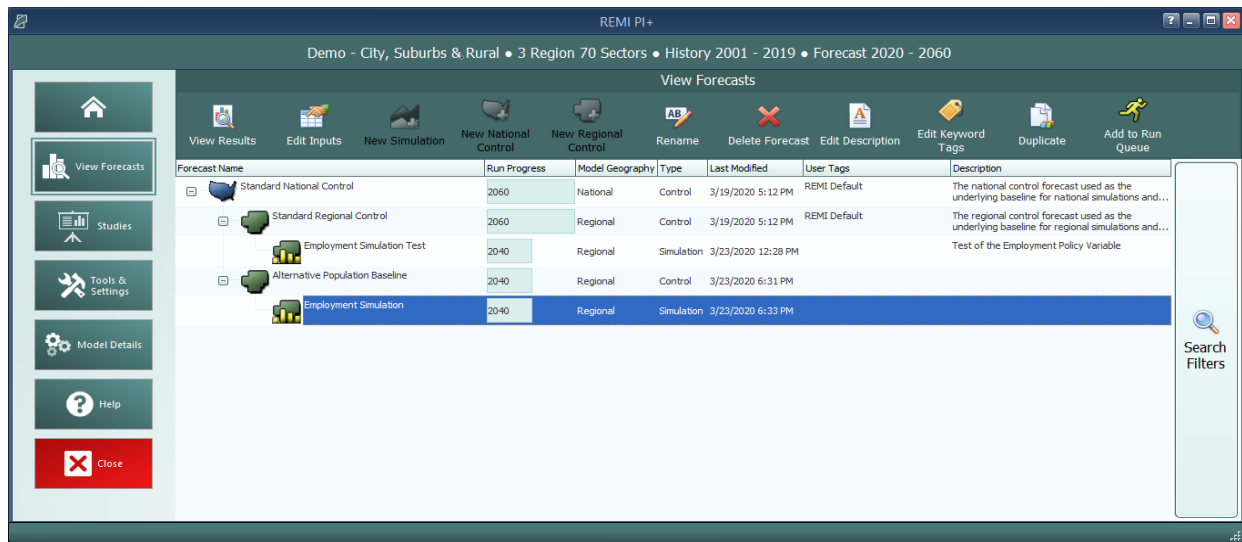 REMI PI+
Demo - City, Suburbs & Rural ● 3 Region 70 Sectors ● History 2001 - 2019 ● Forecast 2020 - 2060
View Forecasts
View Results
Edit Inputs
New Simulation
New National
Control
New Regional
Control
Rename
Delete Forecast
Edit Description
Edit Keyword
Tags
Duplicate
Add to Run
Queue
View Forecasts
Studies
Tools &
Settings
Model Details
Help
Close
Forecast Name Run Progress Model Geography Type Last Modified User Tags Description
Standard National Control 2060 National Control 3/19/2020 5:12 PM REMI Default The national control forecast used as the
underlying baseline for national simulations and...
Standard Regional Control 2060 Regional Control 3/19/2020 5:12 PM REMI Default The regional control forecast used as the
underlying baseline for regional simulations and...
Employment Simulation Test 2040 Regional Simulation 3/23/2020 12:28 PM Test of the Employment Policy Variable
Alternative Population Baseline 2040 Regional Control 3/23/2020 6:31 PM
Employment Simulation 2040 Regional Simulation 3/23/2020 6:33 PM
Search
Filters